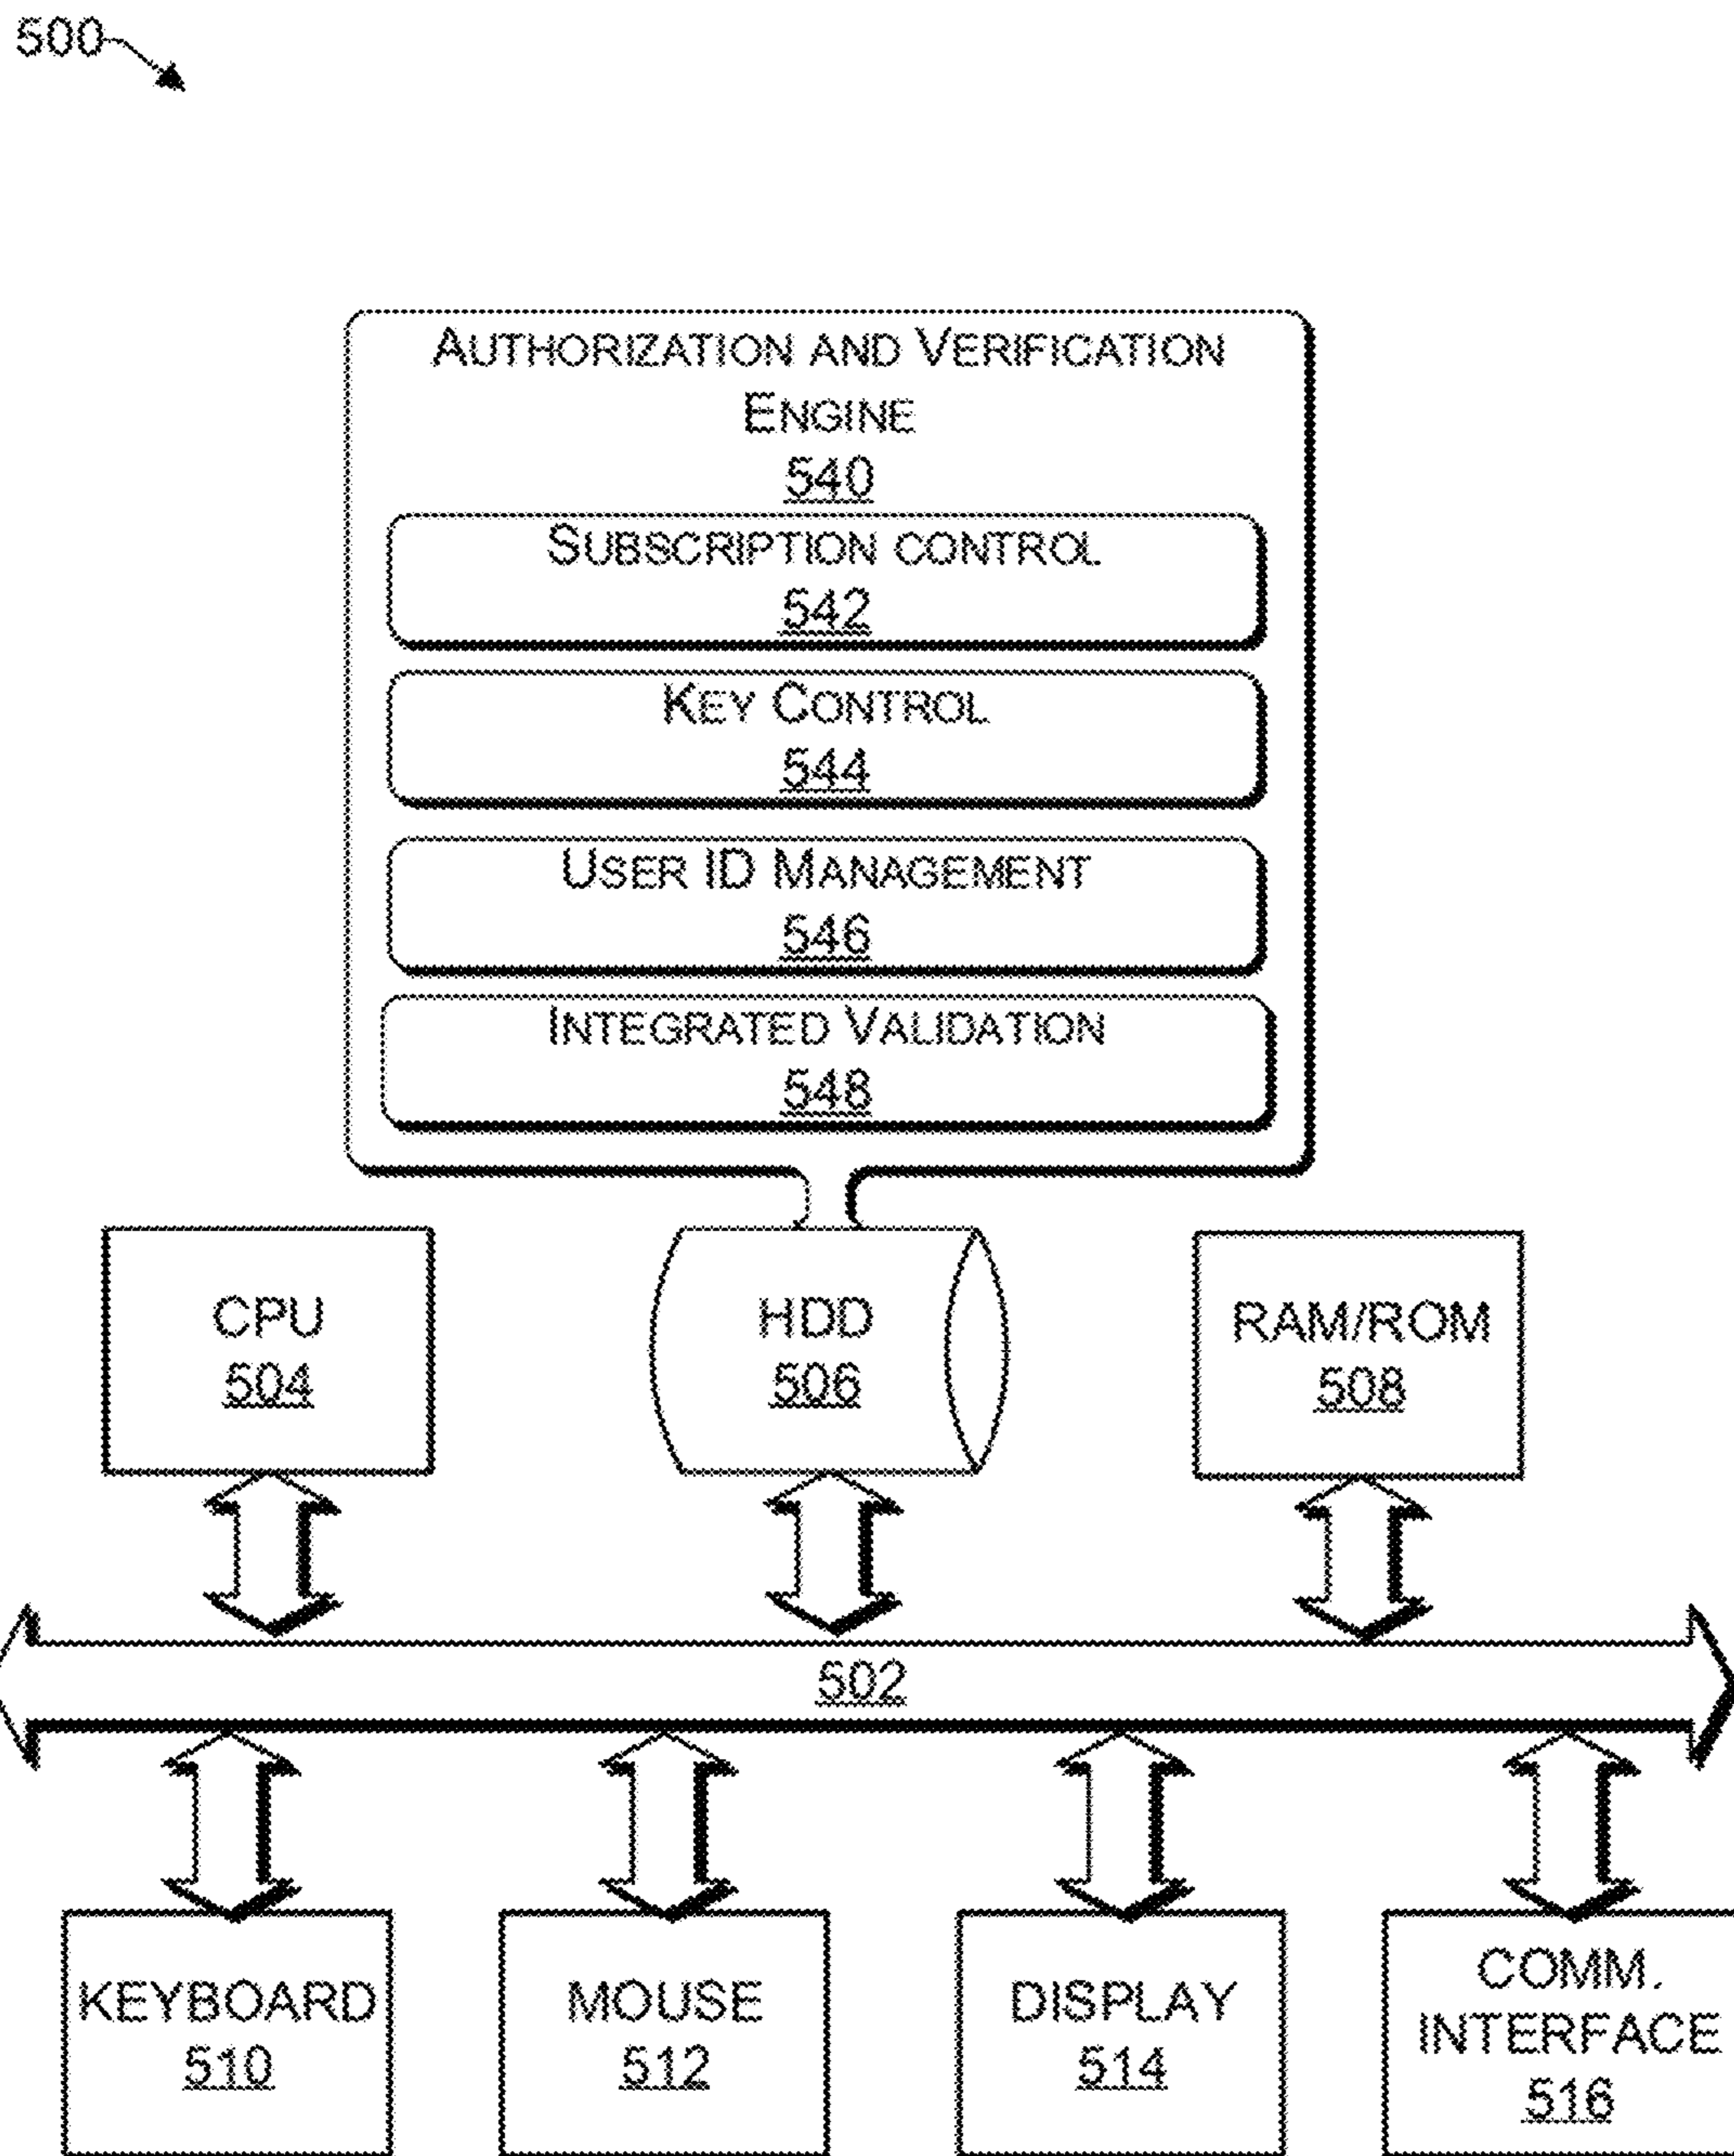 500
AUTHORIZATION AND VERIFICATION
ENGINE
540
SUBSCRIPTION CONTROL
542
KEY CONTROL
544
USER ID MANAGEMENT
546
INTEGRATED VALIDATION
548
CPU
504
HDD
506
RAM/ROM
508
502
KEYBOARD
510
MOUSE
512
DISPLAY
514
COMM.
INTERFACE
516